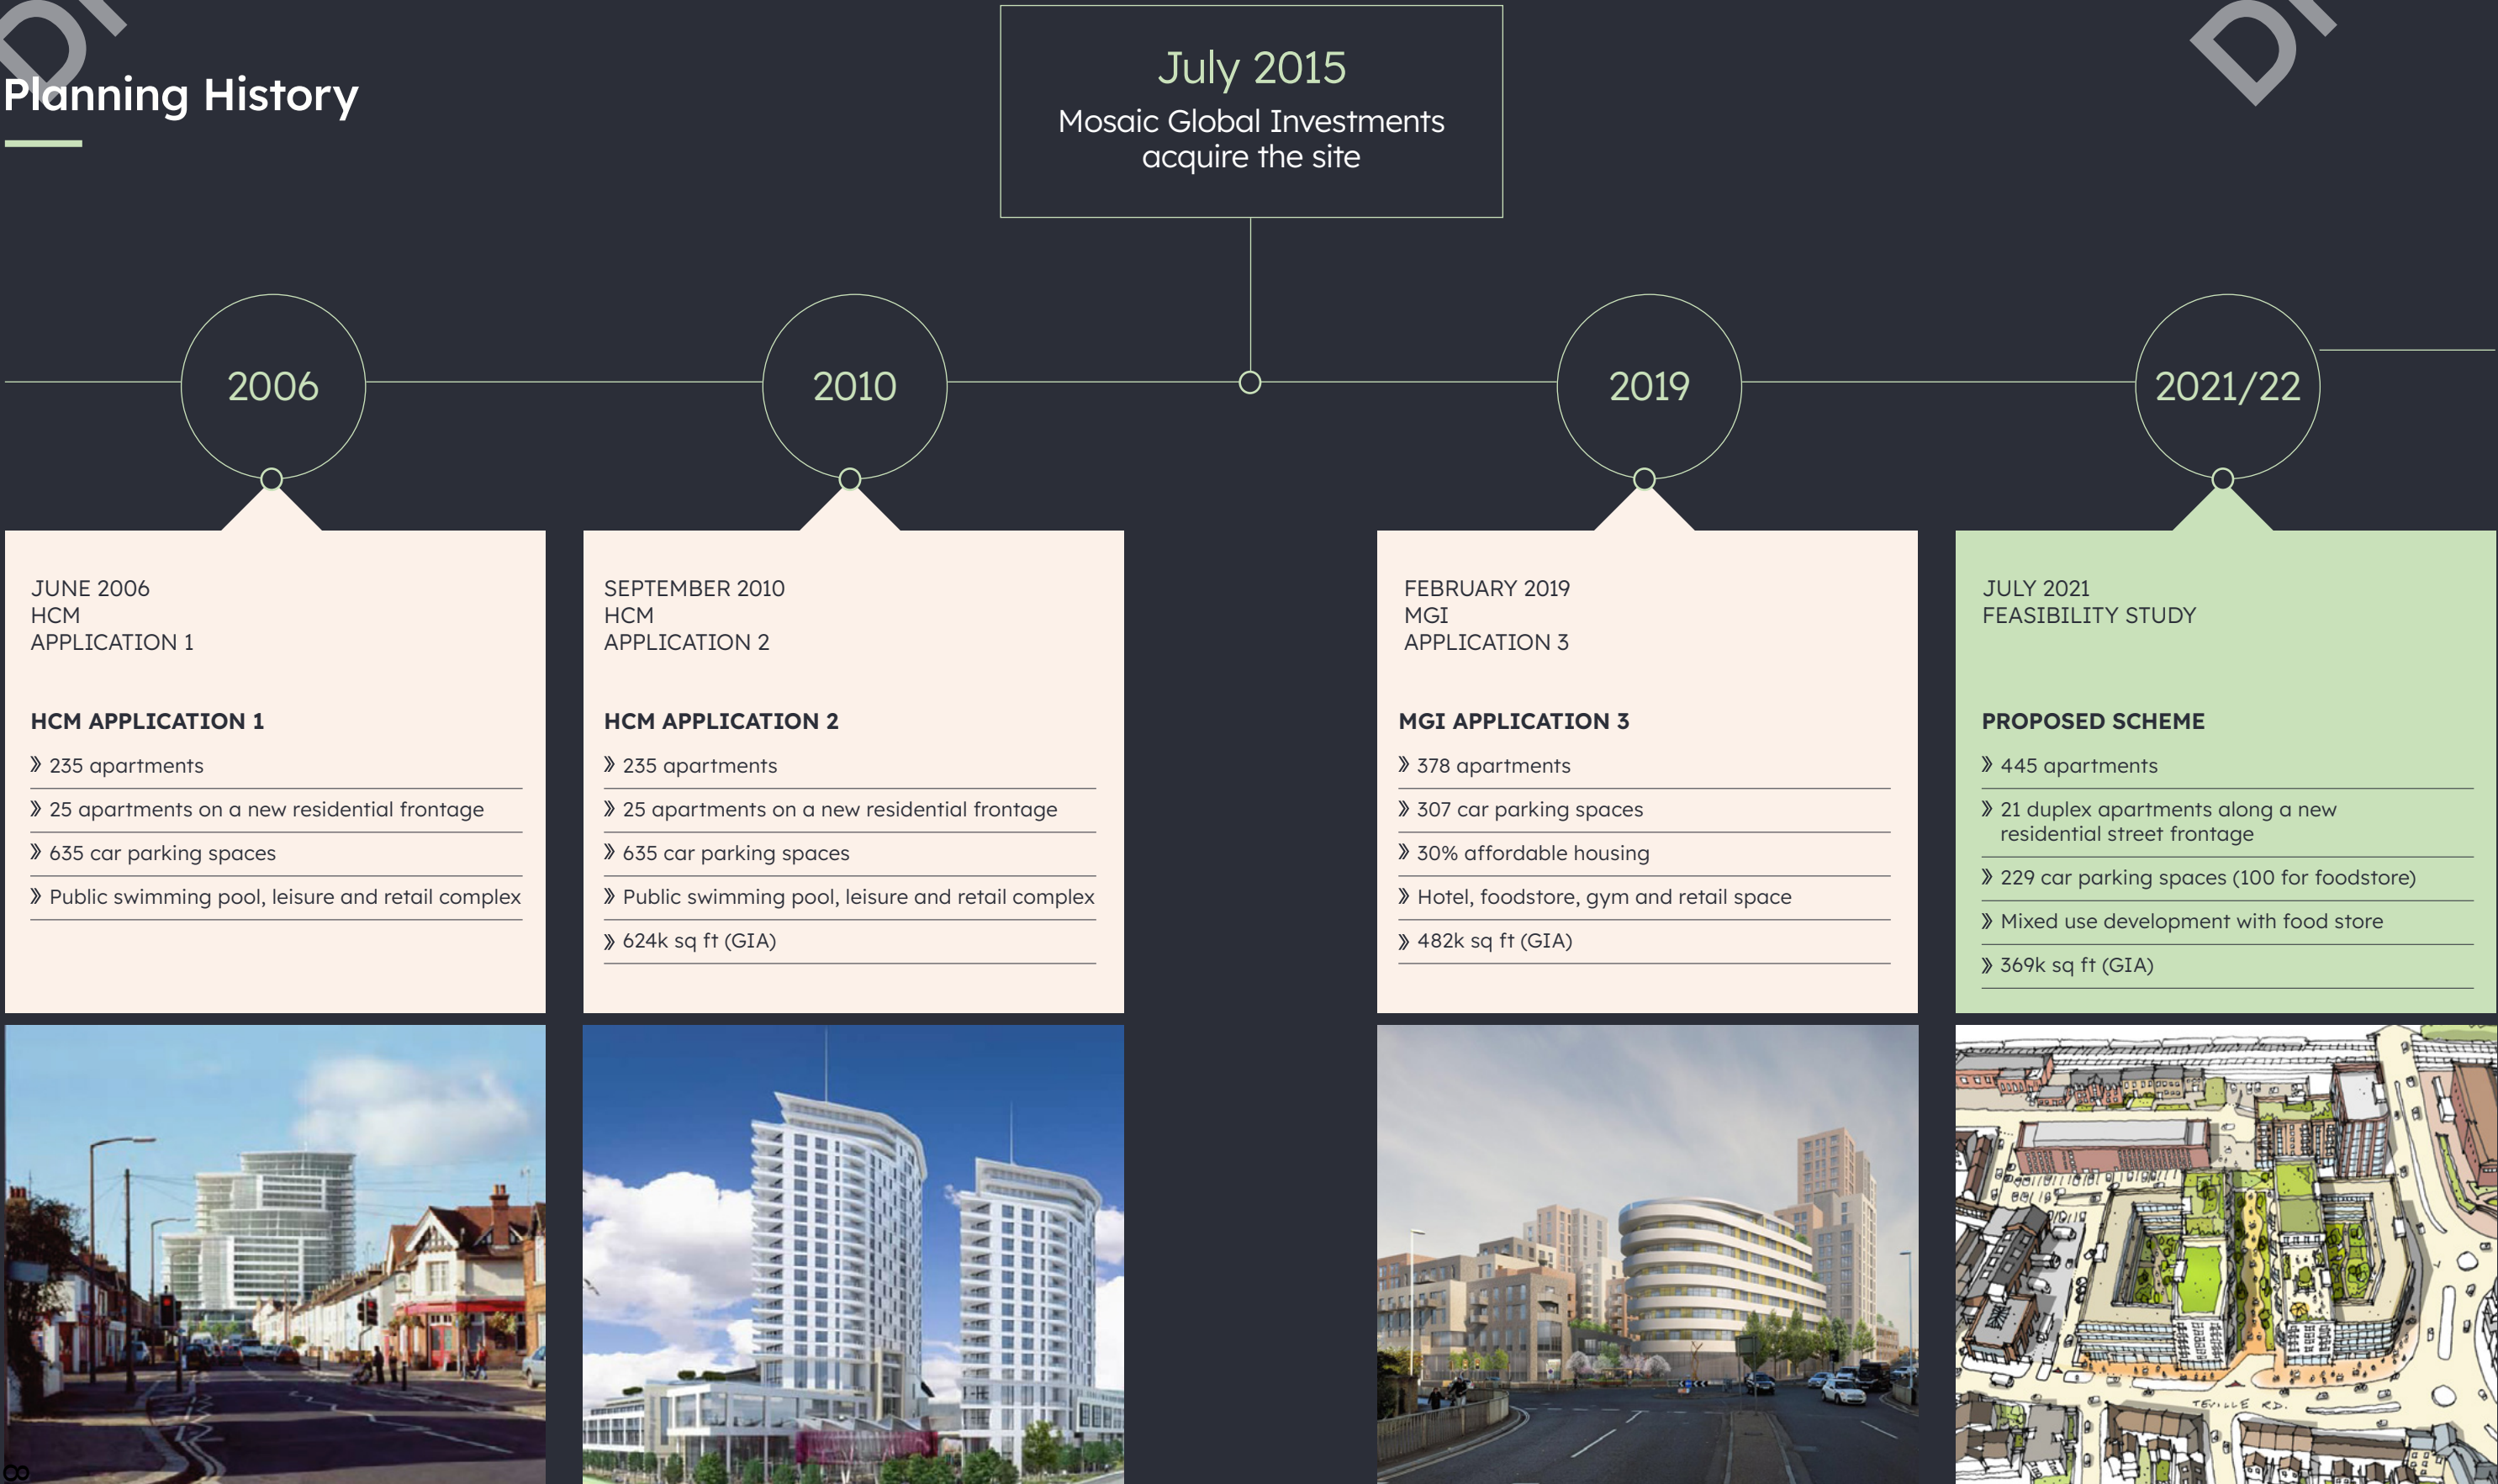 Planning History
July 2015
Mosaic Global Investments
acquire the site
2006
2010
2019
2021/22
JUNE 2006
HCM
APPLICATION 1
HCM APPLICATION 1
» 235 apartments
» 25 apartments on a new residential frontage
» 635 car parking spaces
» Public swimming pool, leisure and retail complex
SEPTEMBER 2010
HCM
APPLICATION 2
HCM APPLICATION 2
» 235 apartments
» 25 apartments on a new residential frontage
» 635 car parking spaces
» Public swimming pool, leisure and retail complex
» 624k sq ft (GIA)
FEBRUARY 2019
MGI
APPLICATION 3
MGI APPLICATION 3
» 378 apartments
» 307 car parking spaces
» 30% affordable housing
» Hotel, foodstore, gym and retail space
» 482k sq ft (GIA)
JULY 2021
FEASIBILITY STUDY
PROPOSED SCHEME
» 445 apartments
» 21 duplex apartments along a new
residential street frontage
» 229 car parking spaces (100 for foodstore)
» Mixed use development with food store
» 369k sq ft (GIA)
TEVILLE RD.
8